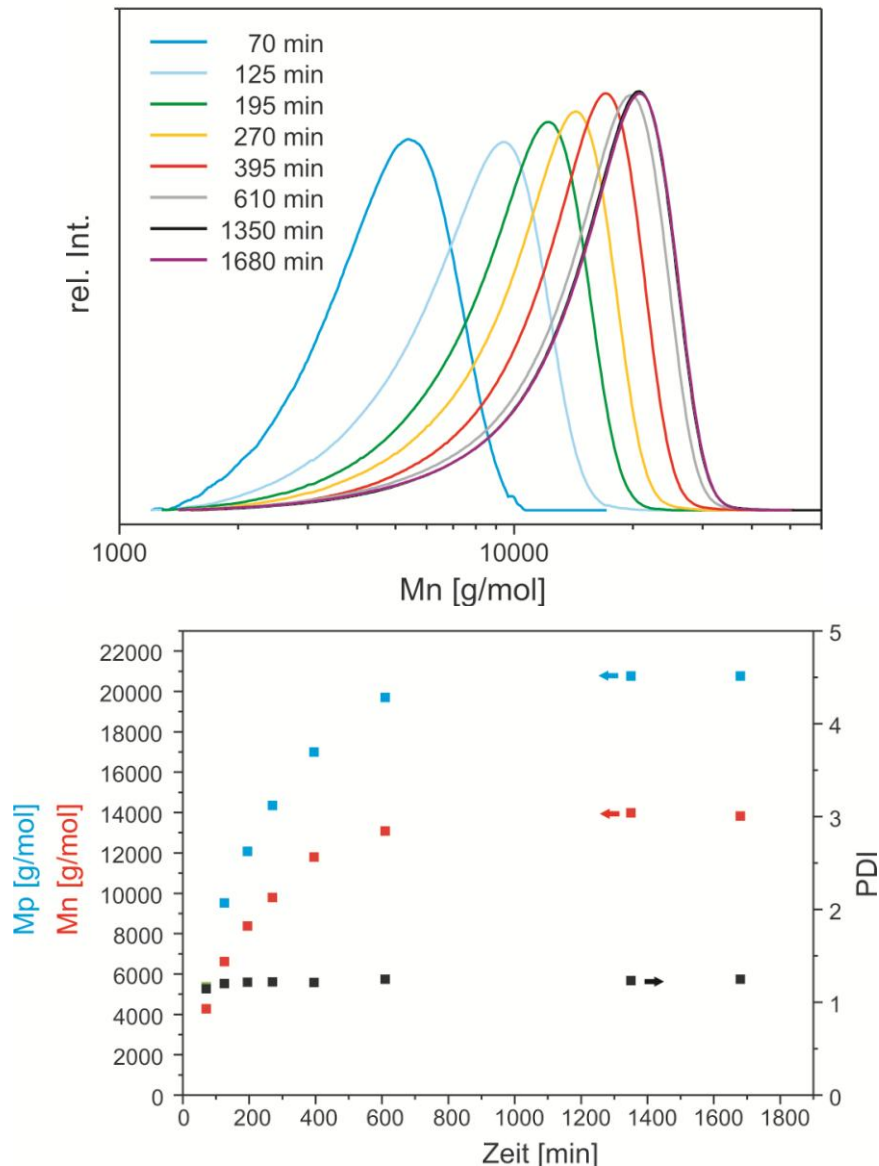 70 min
125 min
195 min
270 min
395 min
610 min
1350 min
1680 min
rel. Int.
1000
10000
Mn [g/mol]
22000
20000
18000
16000
14000
12000
10000
8000
6000
4000
2000
0
Mp [g/mol]
Mn [g/mol]
5
4
3
2
1
0
PDI
0 200 400 600 800 1000 1200 1400 1600 1800
Zeit [min]